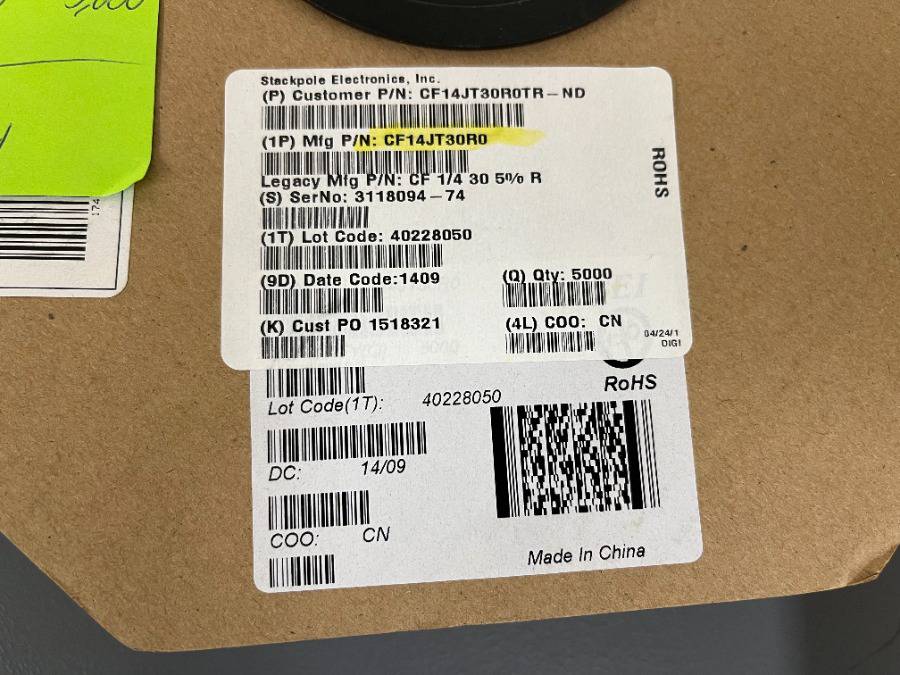 Stackpole Electronics, Inc.
(P) Customer P/N: CF14JT30R0TR-ND
(1P) Mfg P/N: CF14JT30R0
Legacy Mfg P/N: CF 1/4 30 5% R
(S) SerNo: 3118094-74
(1T) Lot Code: 40228050
(9D) Date Code:1409
(Q) Qty: 5000
(K) Cust PO 1518321
(4L) COO: CN
04/24/1
DIGI
ROHS
RoHS
Lot Code(1T): 40228050
DC: 14/09
COO: CN
Made In China
174